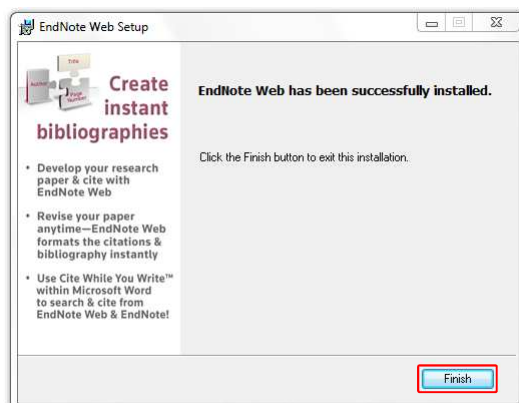 EndNote Web Setup
Title
Author
Page
Number
Create
instant
bibliographies
• Develop your research
paper & cite with
EndNote Web
• Revise your paper
anytime—EndNote Web
formats the citations &
bibliography instantly
• Use Cite While You Write™
within Microsoft Word
to search & cite from
EndNote Web & EndNote!
EndNote Web has been successfully installed.
Click the Finish button to exit this installation.
Finish